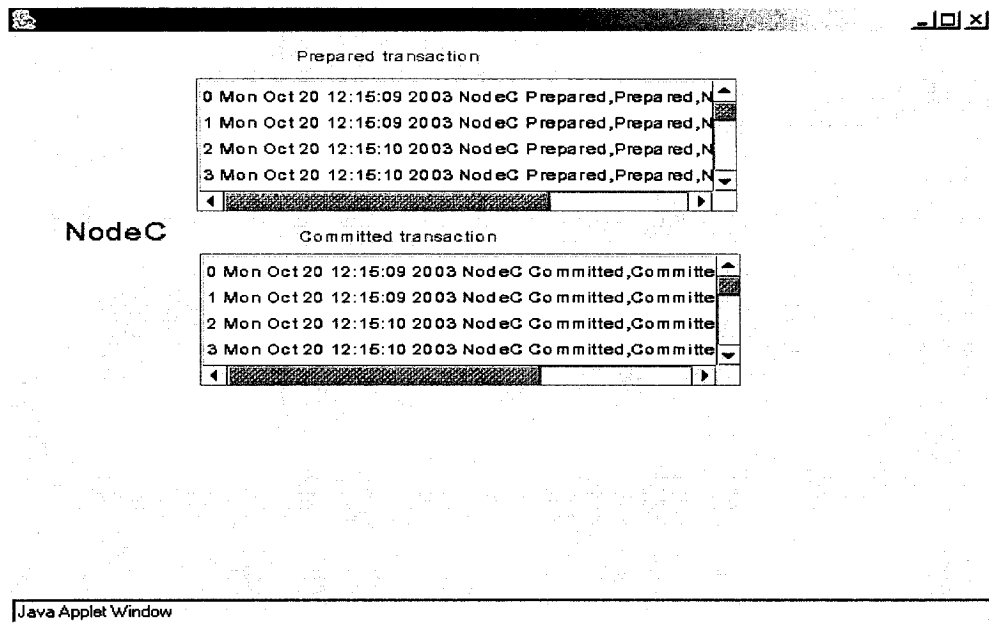 Prepared transaction
0 Mon Oct 20 12:15:09 2003 NodeC Prepared,Prepared,N
1 Mon Oct 20 12:15:09 2003 NodeC Prepared,Prepared,N
2 Mon Oct 20 12:15:10 2003 NodeC Prepared,Prepared,N
3 Mon Oct 20 12:15:10 2003 NodeC Prepared,Prepared,N
NodeC
Committed transaction
0 Mon Oct 20 12:15:09 2003 NodeC Committed,Committe
1 Mon Oct 20 12:15:09 2003 NodeC Committed,Committe
2 Mon Oct 20 12:15:10 2003 NodeC Committed,Committe
3 Mon Oct 20 12:15:10 2003 NodeC Committed,Committe
Java Applet Window